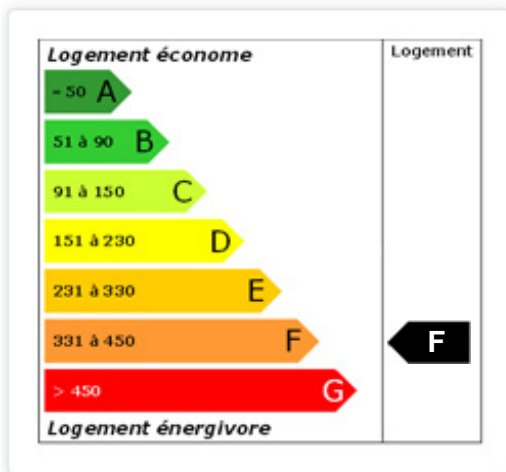 Logement économe
Logement
- 50 A
51 à 90 B
91 à 150 C
151 à 230 D
231 à 330 E
331 à 450 F
F
> 450 G
Logement énergivore